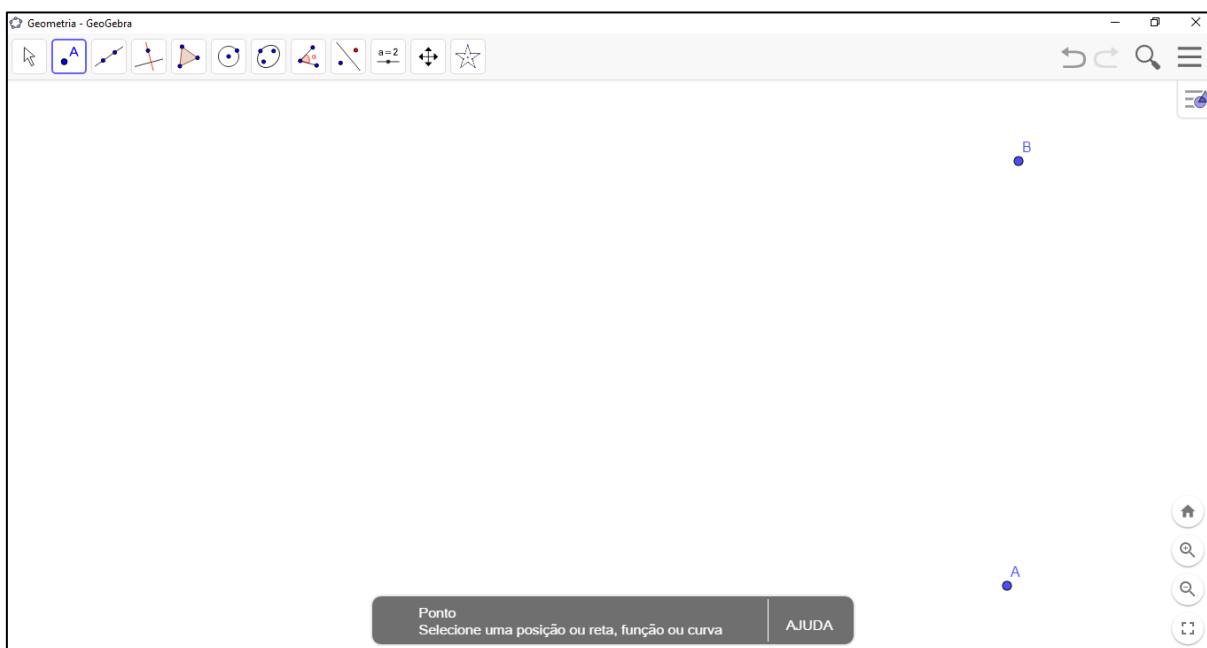 Geometria - GeoGebra
A
a=2
B
A
Ponto
Selecione uma posição ou reta, função ou curva
AJUDA